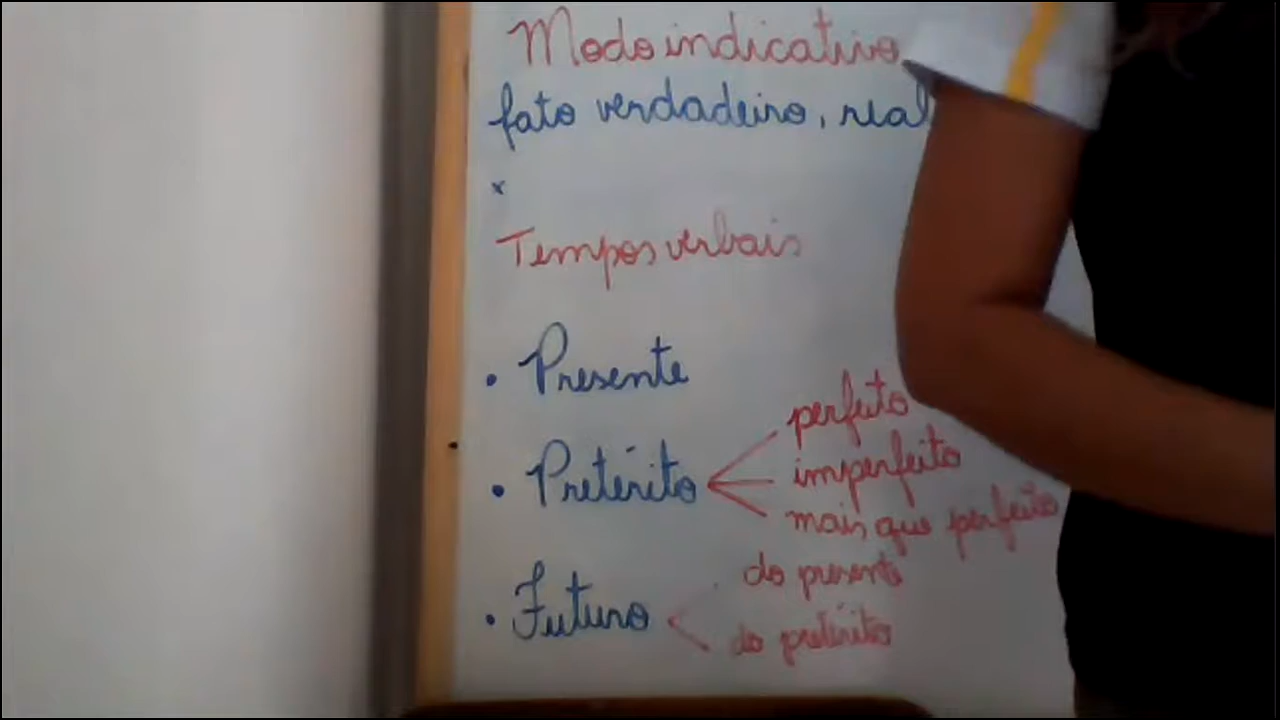 Modo indicativo
fato verdadeiro, real
x
Tempos verbais
• Presente
perfeito
imperfeito
• Pretérito
mais que perfeito
do presente
• Futuro
do pretérito